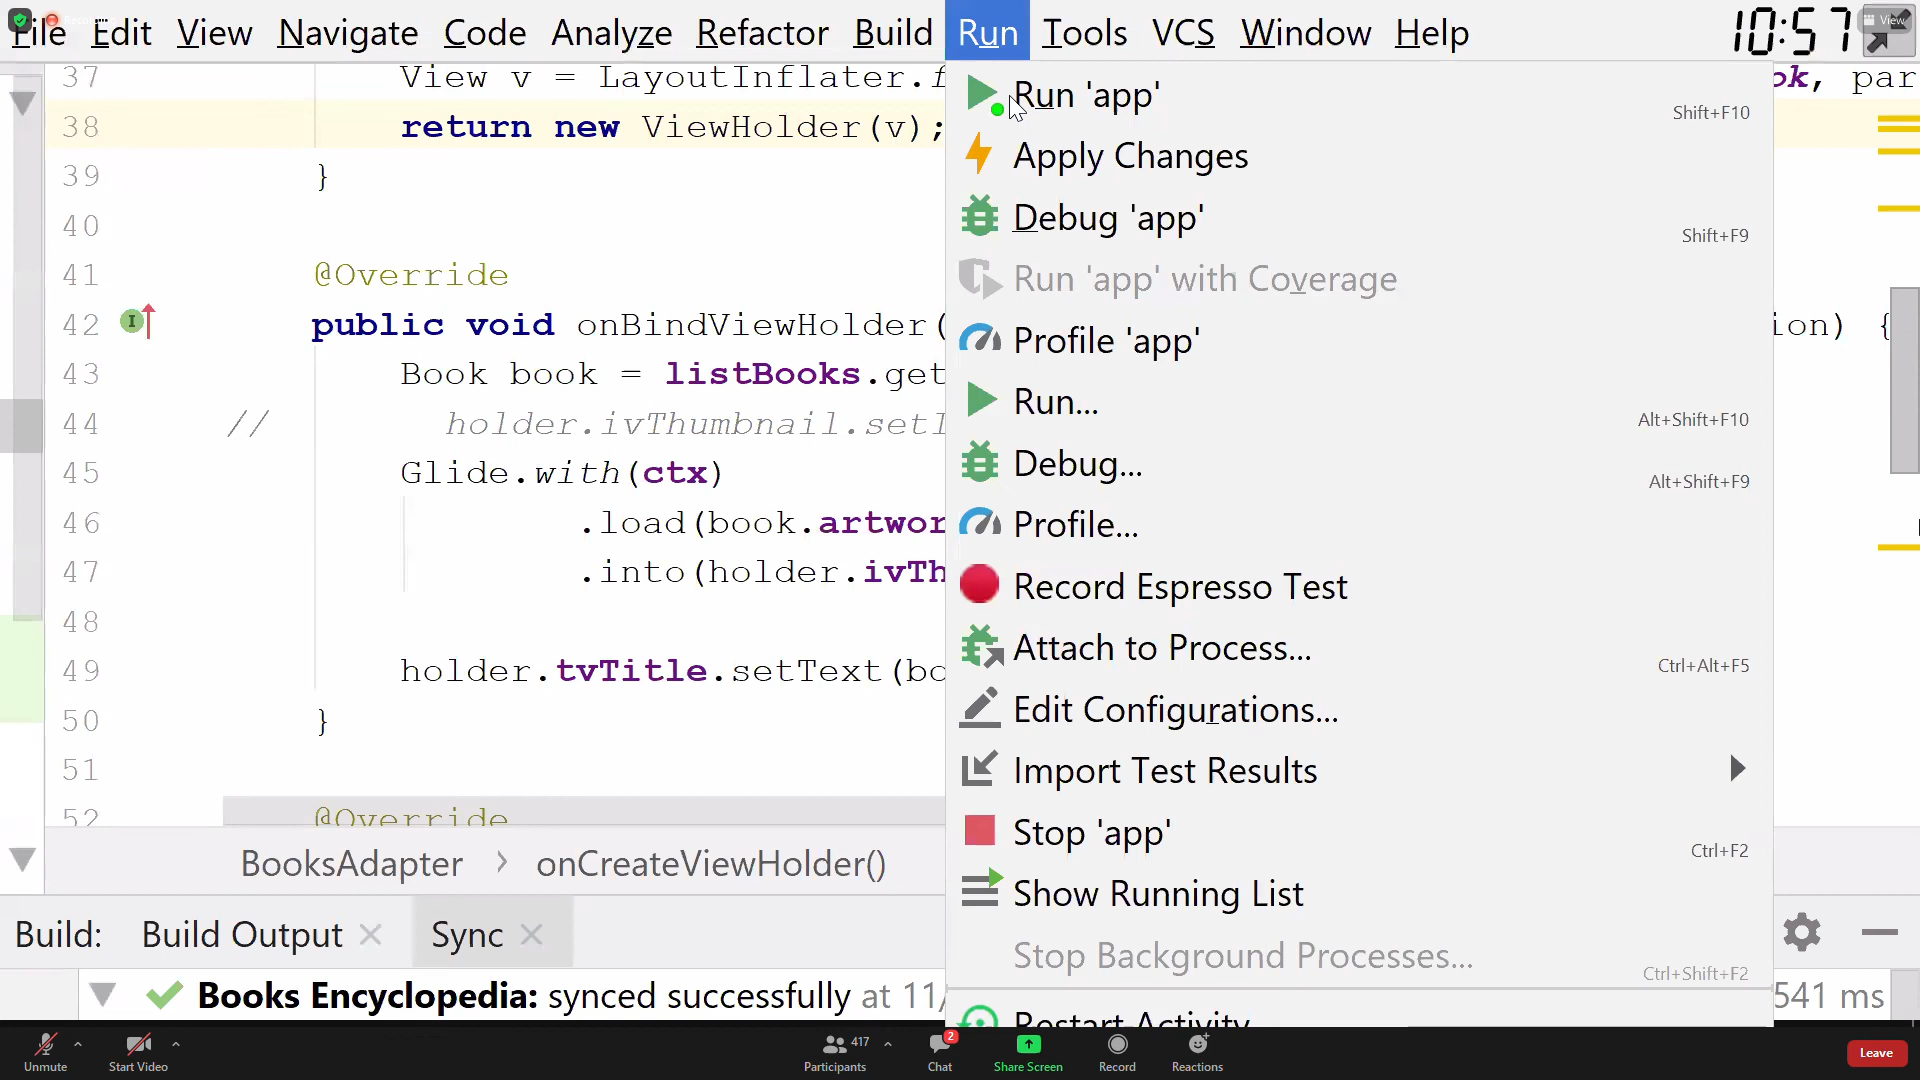 File Edit View Navigate Code Analyze Refactor Build Run Tools VCS Window Help 10:57 View
37 View v = LayoutInflater. ok, par
38 return new ViewHolder(v);
39 }
40
41 @Override
42 public void onBindViewHolder( ion) {
43 Book book = listBooks.get
44 // holder.ivThumbnail.set
45 Glide.with(ctx)
46 .load(book.artwor
47 .into(holder.ivTh
48
49 holder.tvTitle.setText(bo
50 }
51
52 @Override
Run 'app' Shift+F10
Apply Changes
Debug 'app' Shift+F9
Run 'app' with Coverage
Profile 'app'
Run... Alt+Shift+F10
Debug... Alt+Shift+F9
Profile...
Record Espresso Test
Attach to Process... Ctrl+Alt+F5
Edit Configurations...
Import Test Results
Stop 'app' Ctrl+F2
Show Running List
Stop Background Processes... Ctrl+Shift+F2
Restart Activity
BooksAdapter > onCreateViewHolder()
Build: Build Output Sync
Books Encyclopedia: synced successfully at 11/ 541 ms
Unmute Start Video Participants 417 Chat 2 Share Screen Record Reactions Leave